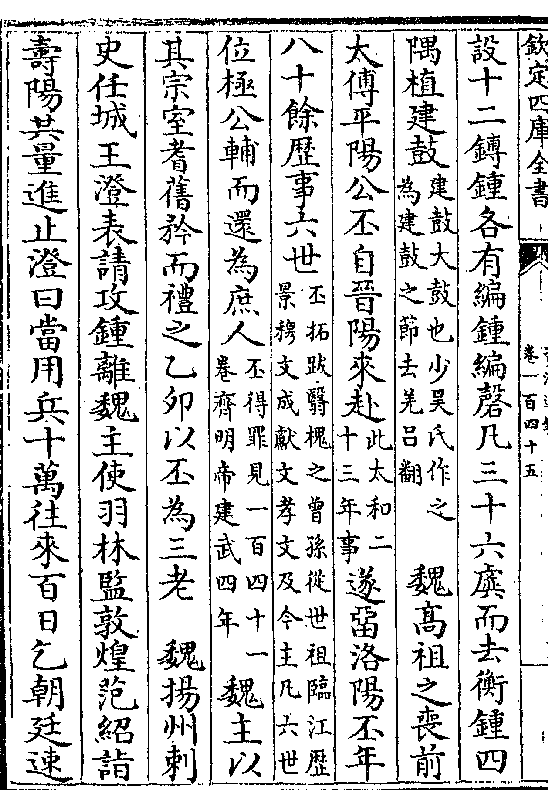 欽定四庫全書
卷一百四十五
設十二鎛鍾各有編鍾編磬凡三十六虡而去衡鍾四
隅植建鼓建鼓大鼓也少昊氏作之為建鼓之節去羌呂翻 魏髙祖之喪前
太傅平陽公丕自晉陽來赴此太和二十三年事遂畱洛陽丕年
八十餘歴事六世丕拓跋翳槐之曾孫從世祖臨江歴景穆文成獻文孝文及今主凡六世
位極公輔而還為庶人丕得罪見一百四十一卷齊明帝建武四年魏主以
其宗室耆舊矜而禮之乙卯以丕為三老 魏揚州刺
史任城王澄表請攻鍾離魏主使羽林監敦煌范紹詣
壽陽共量進止澄曰當用兵十萬往來百日乞朝廷速